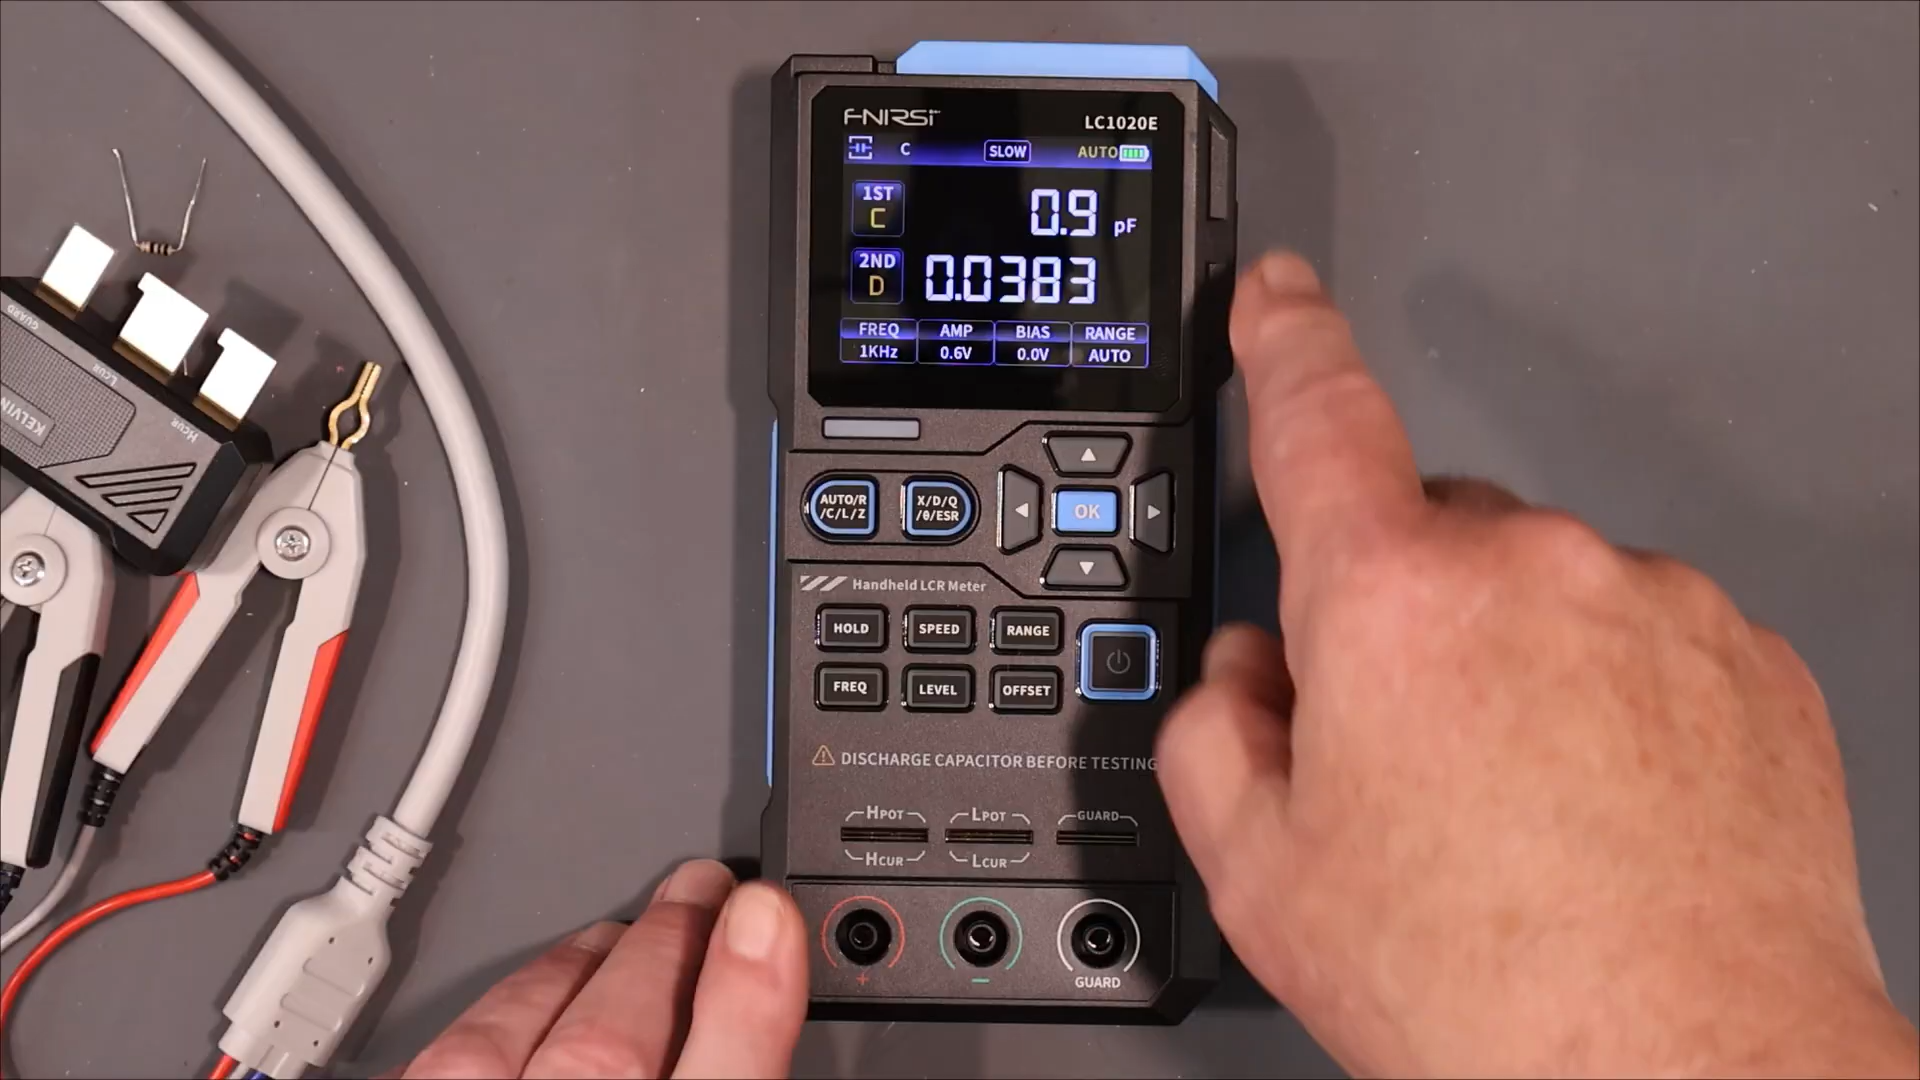 FNIRSI
LC1020E
C SLOW AUTO
1ST
C
0.9 pF
2ND
D
0.0383
FREQ AMP BIAS RANGE
1KHz 0.6V 0.0V AUTO
AUTO/R
/C/L/Z
X/D/Q
/θ/ESR
OK
Handheld LCR Meter
HOLD SPEED RANGE
FREQ LEVEL OFFSET
DISCHARGE CAPACITOR BEFORE TESTING
HPOT LPOT GUARD
HCUR LCUR
+ −
GUARD
GUARD
LCUR
HCUR
KELVIN